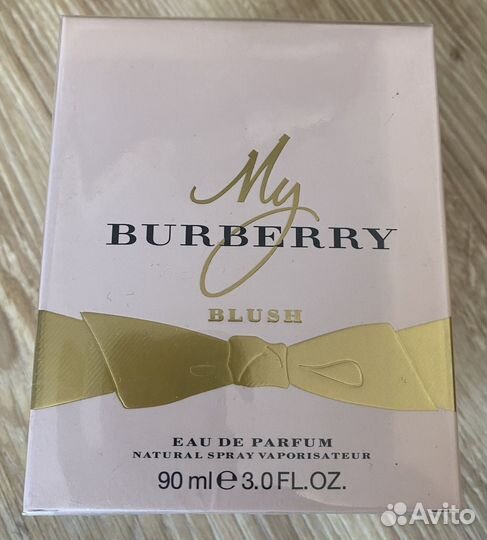 My
BURBERRY
BLUSH
EAU DE PARFUM
NATURAL SPRAY VAPORISATEUR
90 ml ℮ 3.0 FL.OZ.
Avito